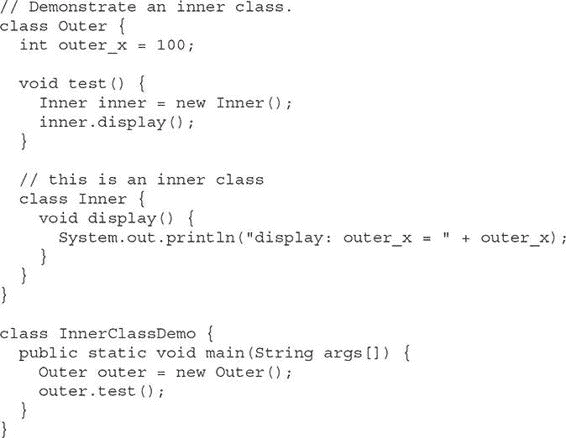 // Demonstrate an inner class.
class Outer {
  int outer_x = 100;

  void test() {
    Inner inner = new Inner();
    inner.display();
  }

  // this is an inner class
  class Inner {
    void display() {
      System.out.println("display: outer_x = " + outer_x);
    }
  }
}

class InnerClassDemo {
  public static void main(String args[]) {
    Outer outer = new Outer();
    outer.test();
  }
}